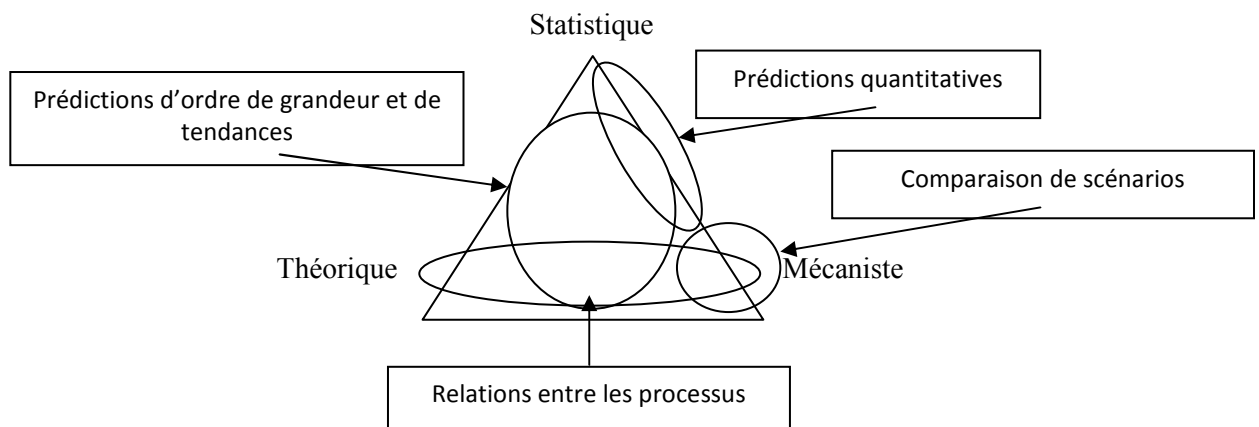 Statistique
Prédictions quantitatives
Prédictions d’ordre de grandeur et de
tendances
Comparaison de scénarios
Théorique
Mécaniste
Relations entre les processus